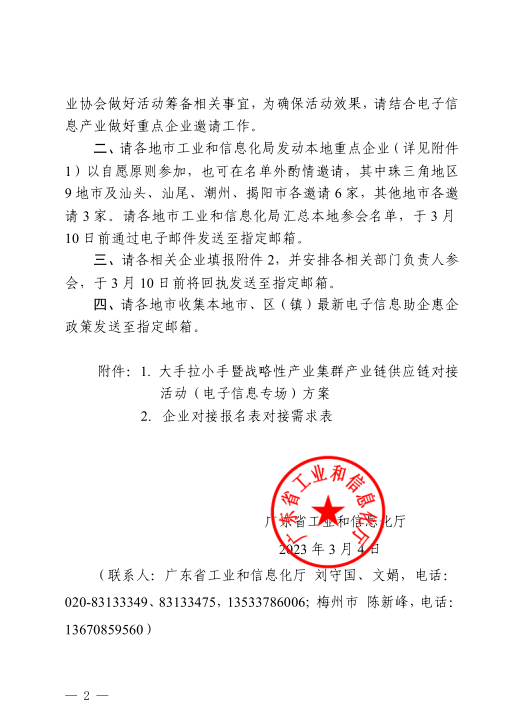 业协会做好活动筹备相关事宜，为确保活动效果，请结合电子信
息产业做好重点企业邀请工作。
二、请各地市工业和信息化局发动本地重点企业（详见附件
1）以自愿原则参加，也可在名单外酌情邀请，其中珠三角地区
9 地市及汕头、汕尾、潮州、揭阳市各邀请 6 家，其他地市各邀
请 3 家。请各地市工业和信息化局汇总本地参会名单，于 3 月
10 日前通过电子邮件发送至指定邮箱。
三、请各相关企业填报附件 2，并安排各相关部门负责人参
会，于 3 月 10 日前将回执发送至指定邮箱。
四、请各地市收集本地市、区（镇）最新电子信息助企惠企
政策发送至指定邮箱。
附件：1. 大手拉小手暨战略性产业集群产业链供应链对接
活动（电子信息专场）方案
2. 企业对接报名表对接需求表
广东省工业和信息化厅
广东省工业和信息化厅
2023 年 3 月 4 日
（联系人：广东省工业和信息化厅 刘守国、文娟，电话：
020-83133349、83133475，13533786006；梅州市 陈新峰，电话：
13670859560）
— 2 —